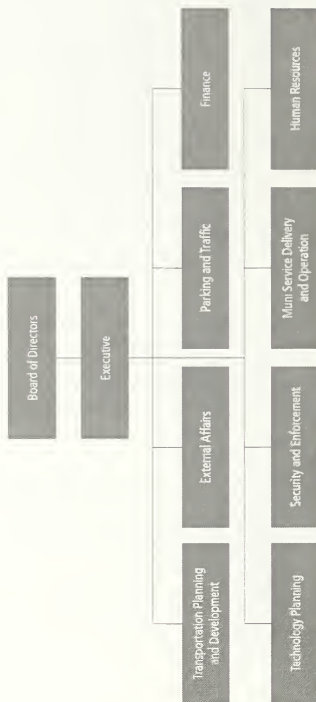 Board of Directors
Executive
Transportation Planning
and Development
External Affairs
Parking and Traffic
Finance
Technology Planning
Security and Enforcement
Muni Service Delivery
and Operation
Human Resources